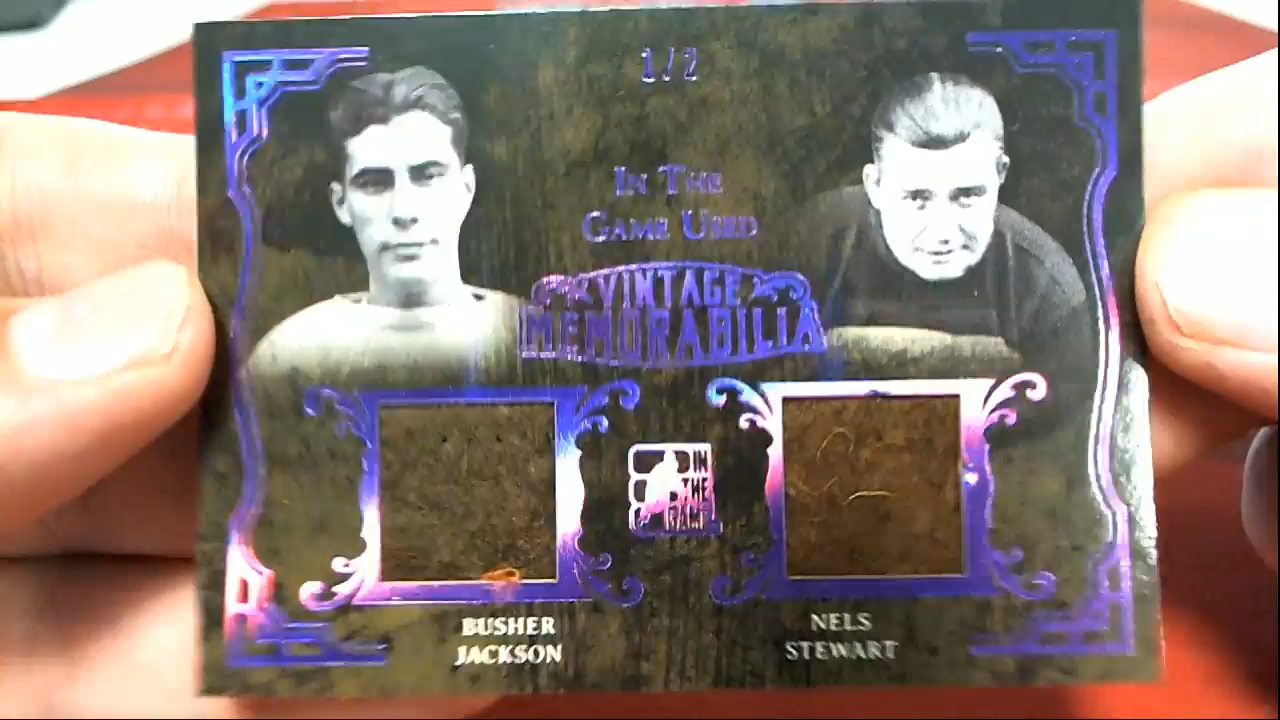 1/2
IN THE
GAME USED
VINTAGE
MEMORABILIA
IN
THE
GAME
BUSHER
JACKSON
NELS
STEWART